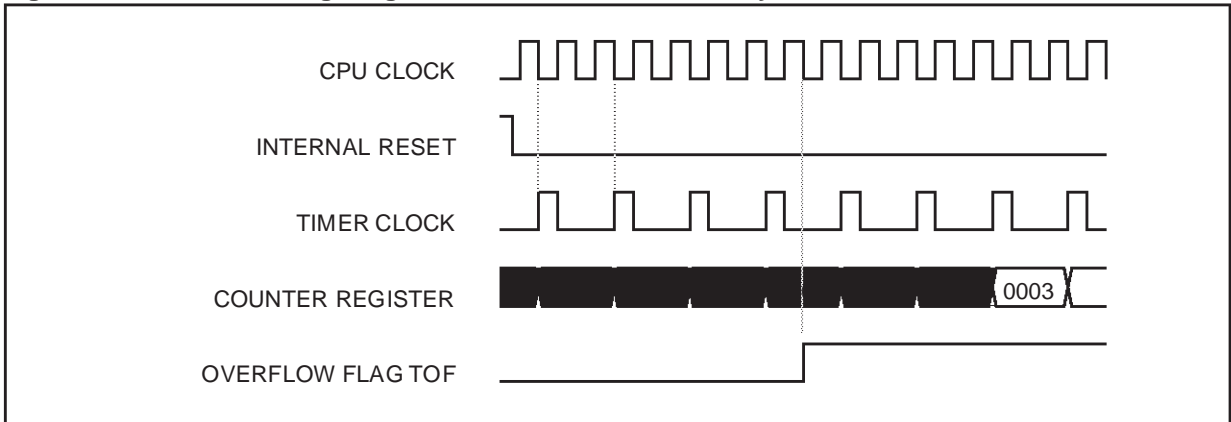 CPU CLOCK
INTERNAL RESET
TIMER CLOCK
COUNTER REGISTER
0003
OVERFLOW FLAG TOF